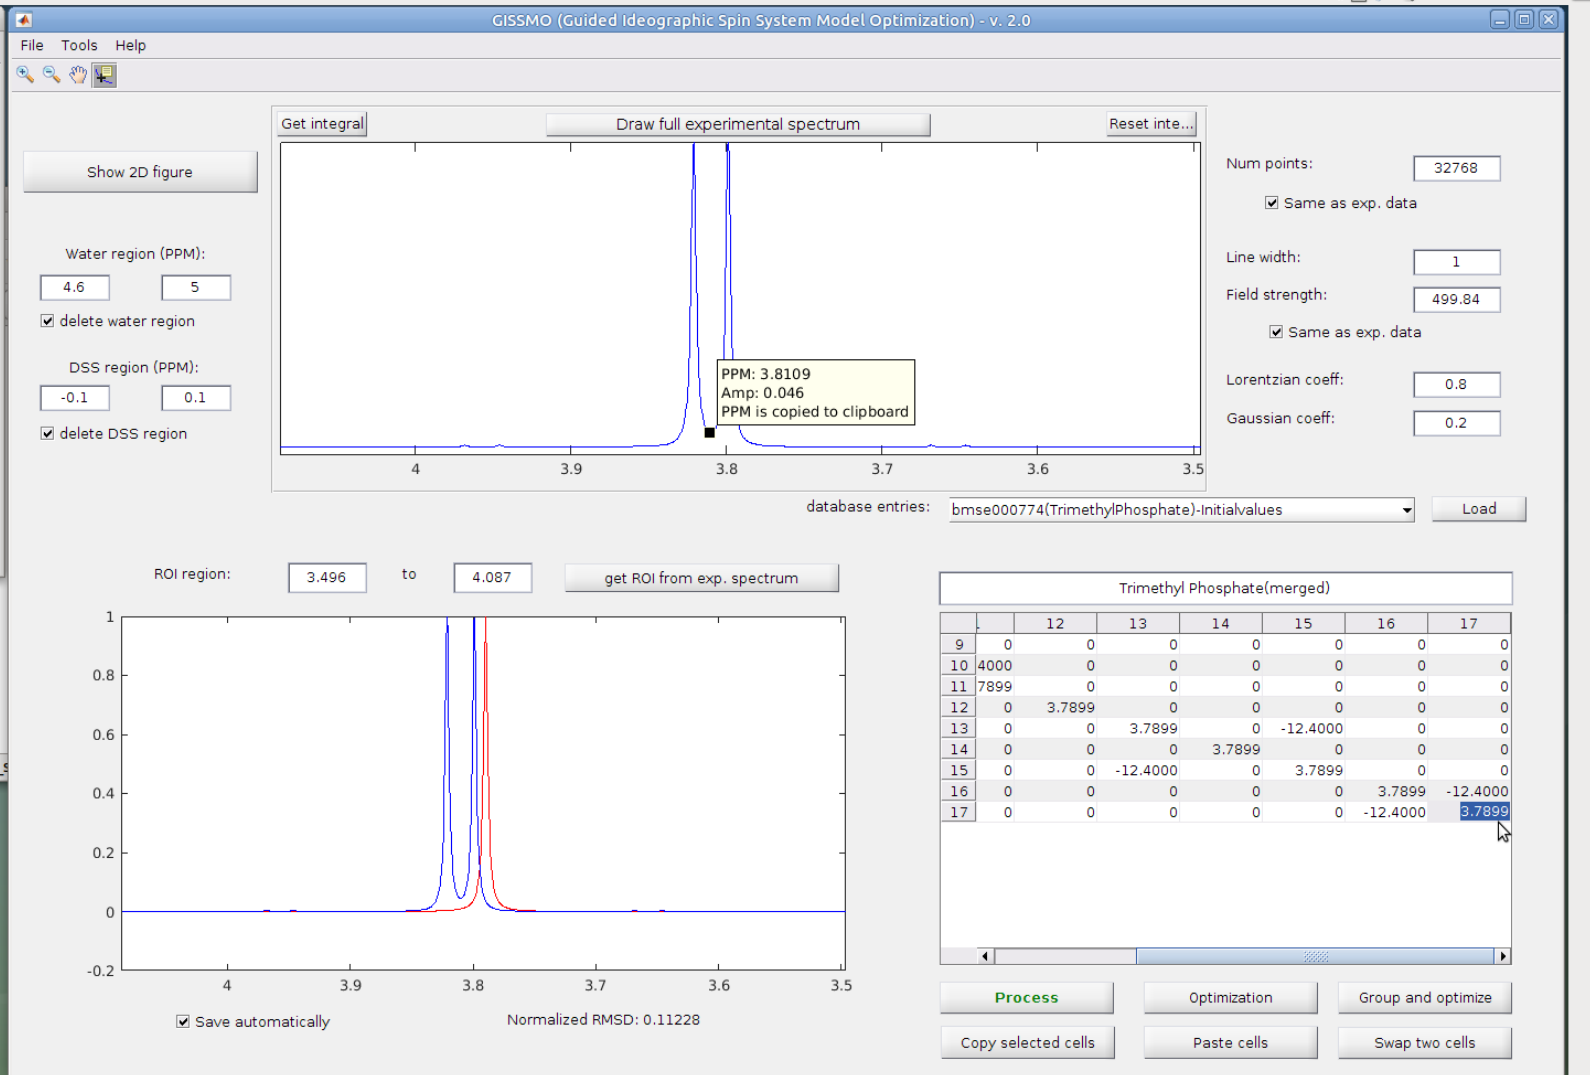 GISSMO (Guided Ideographic Spin System Model Optimization) - v. 2.0
File Tools Help
Get integral Draw full experimental spectrum Reset inte...
Show 2D figure
Water region (PPM):
4.6 5
delete water region
DSS region (PPM):
-0.1 0.1
delete DSS region
PPM: 3.8109
Amp: 0.046
PPM is copied to clipboard
4 3.9 3.8 3.7 3.6 3.5
Num points: 32768
Same as exp. data
Line width: 1
Field strength: 499.84
Same as exp. data
Lorentzian coeff: 0.8
Gaussian coeff: 0.2
database entries: bmse000774(TrimethylPhosphate)-Initialvalues Load
ROI region: 3.496 to 4.087 get ROI from exp. spectrum
1
0.8
0.6
0.4
0.2
0
-0.2
4 3.9 3.8 3.7 3.6 3.5
Save automatically Normalized RMSD: 0.11228
Trimethyl Phosphate(merged)
12 13 14 15 16 17
9 0 0 0 0 0 0 0
10 4000 0 0 0 0 0 0
11 7899 0 0 0 0 0 0
12 0 3.7899 0 0 0 0 0
13 0 0 3.7899 0 -12.4000 0 0
14 0 0 0 3.7899 0 0 0
15 0 0 -12.4000 0 3.7899 0 0
16 0 0 0 0 0 3.7899 -12.4000
17 0 0 0 0 0 -12.4000 3.7899
Process Optimization Group and optimize
Copy selected cells Paste cells Swap two cells